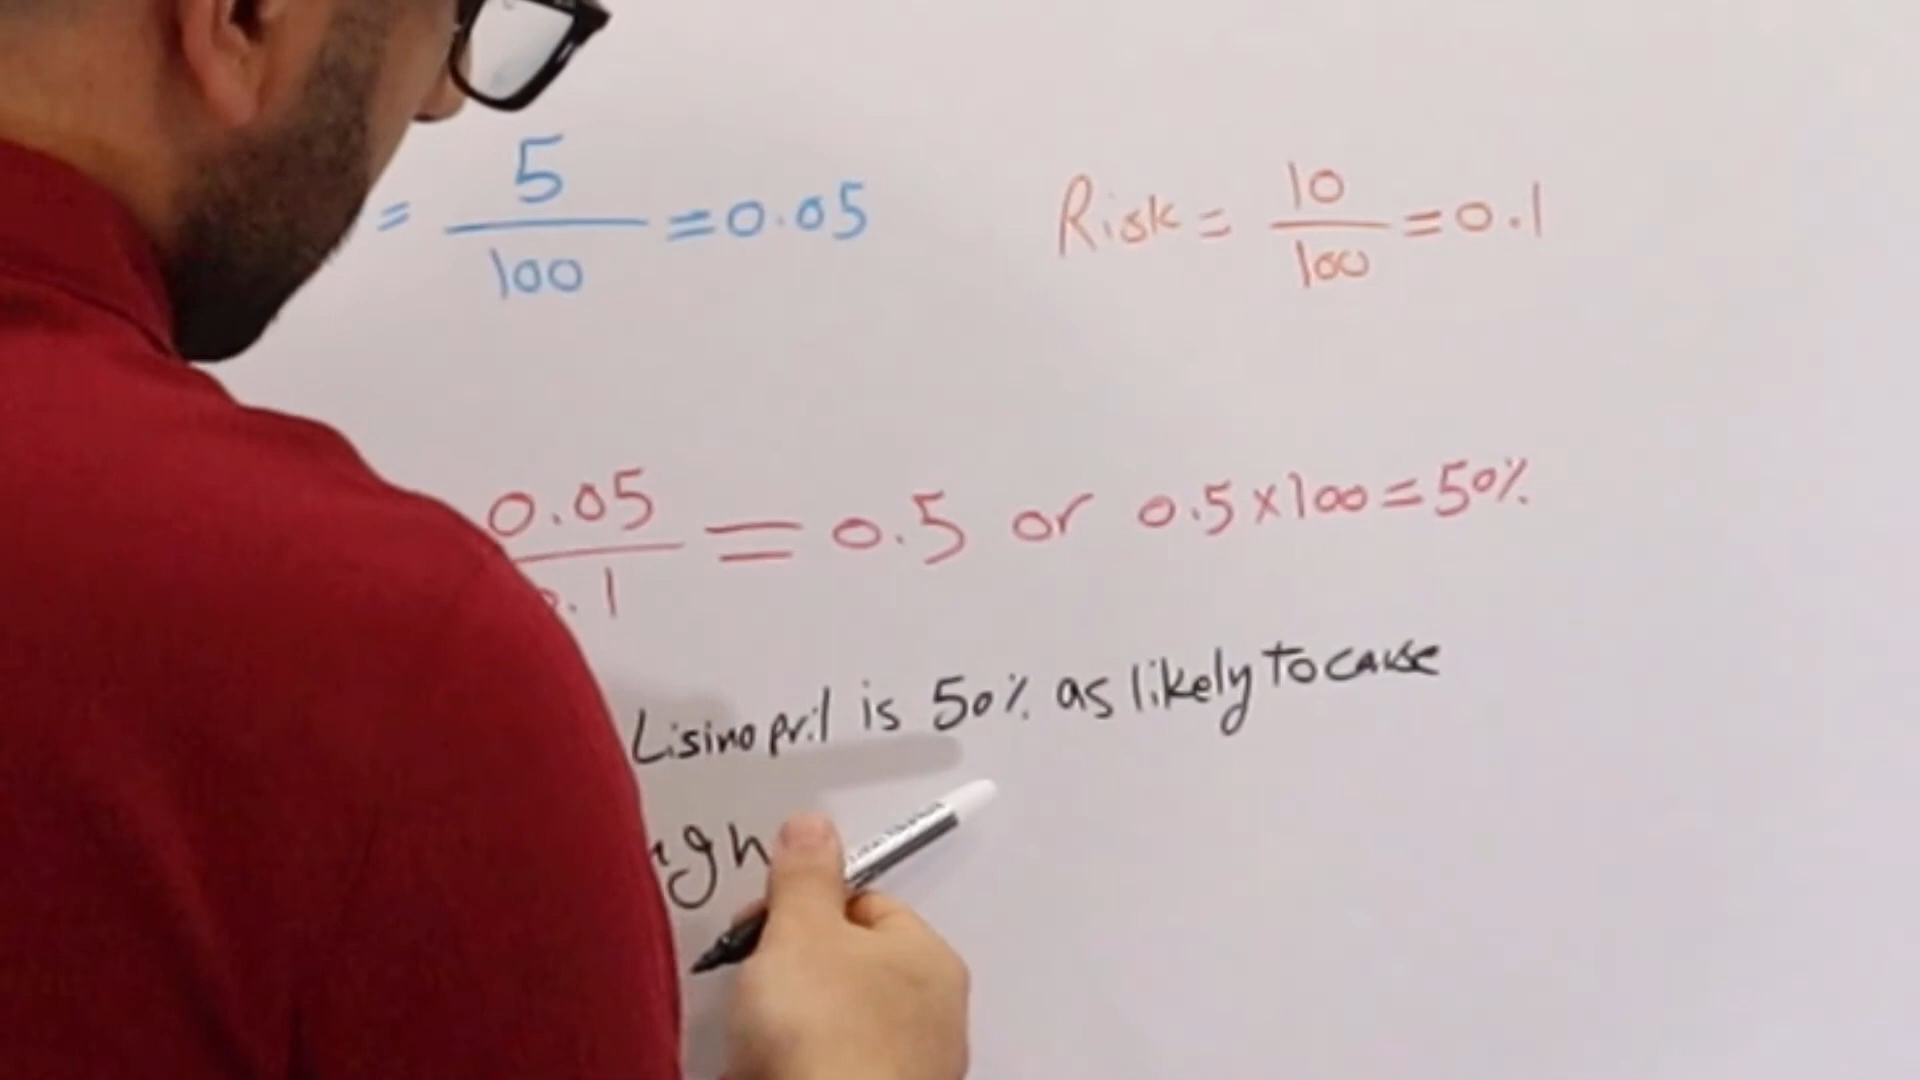 = 5/100 = 0.05
Risk = 10/100 = 0.1
0.05/0.1 = 0.5 or 0.5 x 100 = 50%
Lisinopril is 50% as likely to cause